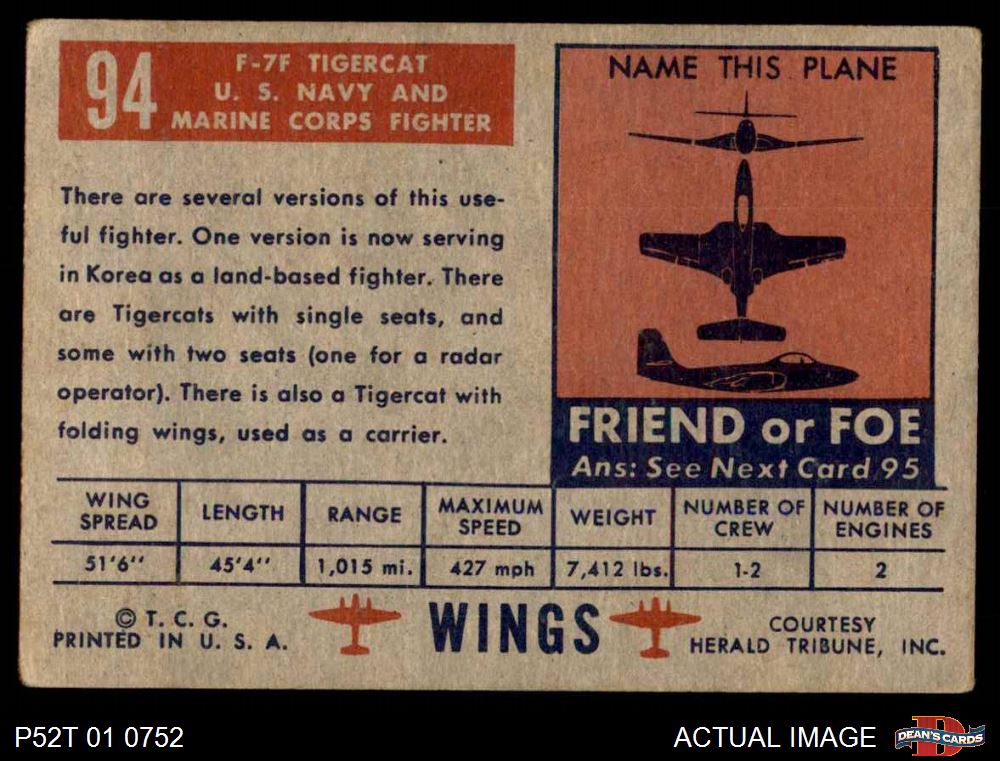 94
F-7F TIGERCAT
U. S. NAVY AND
MARINE CORPS FIGHTER
There are several versions of this use-
ful fighter. One version is now serving
in Korea as a land-based fighter. There
are Tigercats with single seats, and
some with two seats (one for a radar
operator). There is also a Tigercat with
folding wings, used as a carrier.
NAME THIS PLANE
FRIEND or FOE
Ans: See Next Card 95
WING SPREAD LENGTH RANGE MAXIMUM SPEED WEIGHT NUMBER OF CREW NUMBER OF ENGINES
51'6" 45'4" 1,015 mi. 427 mph 7,412 lbs. 1-2 2
© T. C. G.
PRINTED IN U. S. A.
WINGS
COURTESY
HERALD TRIBUNE, INC.
P52T 01 0752
ACTUAL IMAGE
D
DEAN'S CARDS